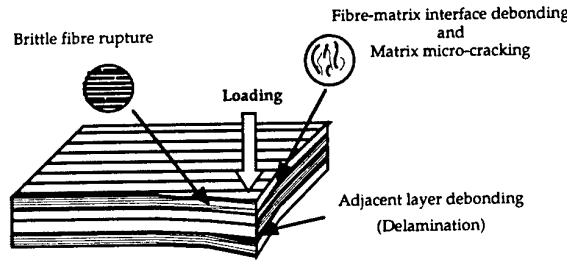 Fibre-matrix interface debonding
and
Matrix micro-cracking
Brittle fibre rupture
Loading
Adjacent layer debonding
(Delamination)